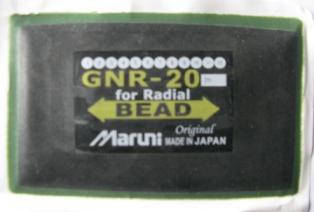 GNR-20
for Radial
BEAD
Maruni Original
MADE IN JAPAN